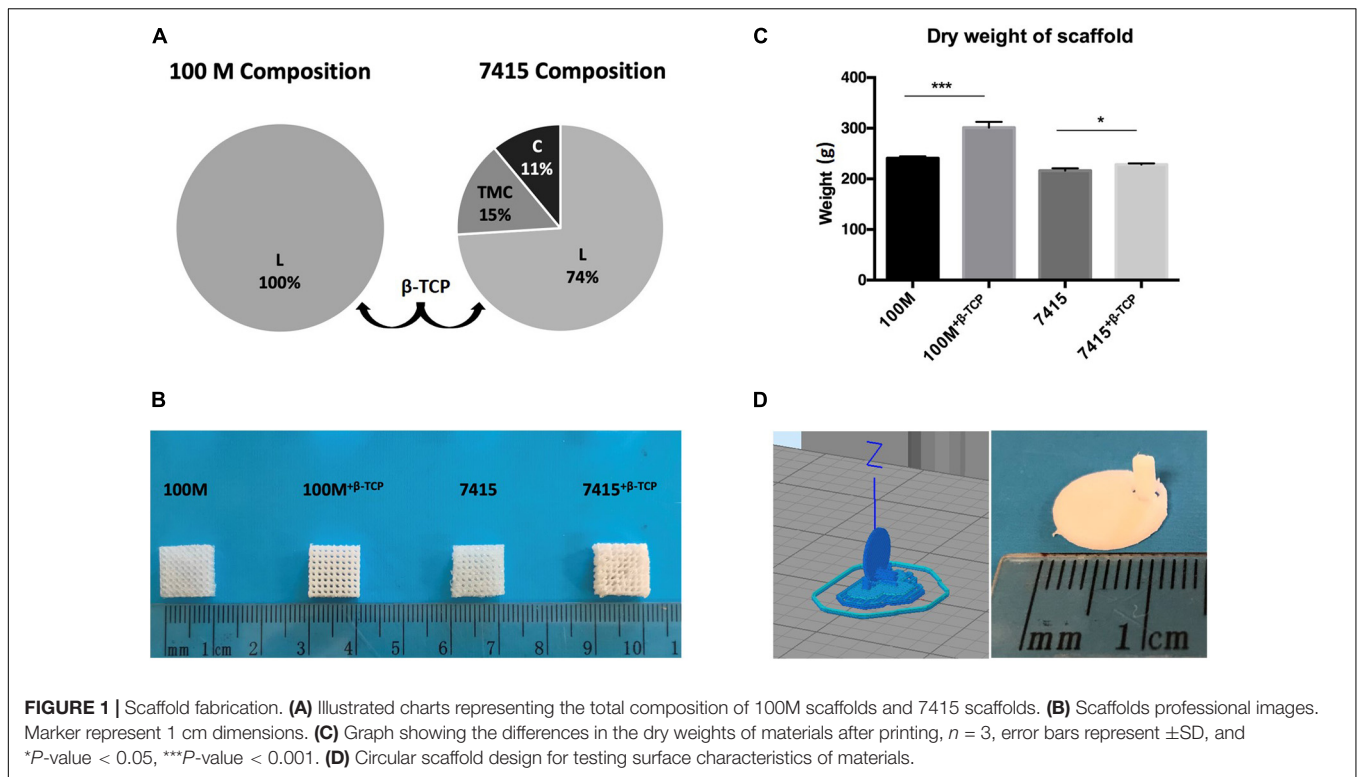 A
100 M Composition
7415 Composition
L
100%
C
11%
TMC
15%
L
74%
β-TCP
B
100M
100M+β-TCP
7415
7415+β-TCP
mm 1 cm 2 3 4 5 6 7 8 9 10 1
C
Dry weight of scaffold
Weight (g)
400
300
200
100
0
***
*
100M
100M+β-TCP
7415
7415+β-TCP
D
Z
mm 1 cm
FIGURE 1 | Scaffold fabrication. (A) Illustrated charts representing the total composition of 100M scaffolds and 7415 scaffolds. (B) Scaffolds professional images.
Marker represent 1 cm dimensions. (C) Graph showing the differences in the dry weights of materials after printing, n = 3, error bars represent ±SD, and
*P-value < 0.05, ***P-value < 0.001. (D) Circular scaffold design for testing surface characteristics of materials.